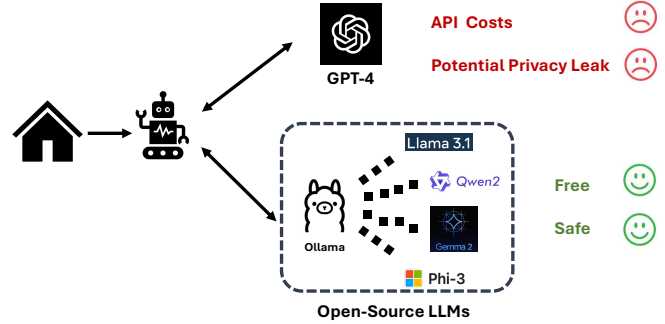 API Costs
Potential Privacy Leak
GPT-4
Llama 3.1
Qwen2
Free
Ollama
Gemma 2
Safe
Phi-3
Open-Source LLMs